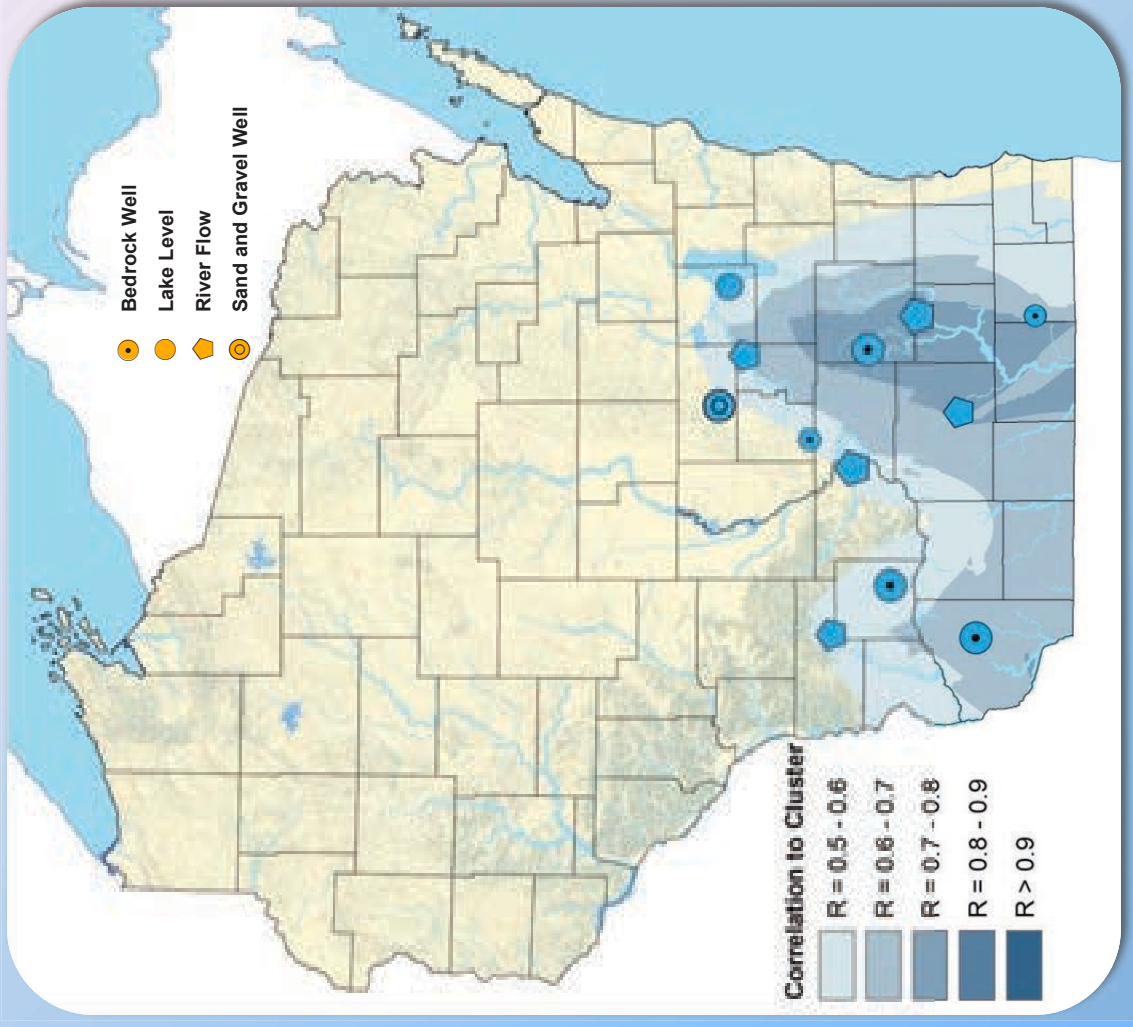 Bedrock Well
Lake Level
River Flow
Sand and Gravel Well
Correlation to Cluster
R = 0.5 - 0.6
R = 0.6 - 0.7
R = 0.7 - 0.8
R = 0.8 - 0.9
R > 0.9